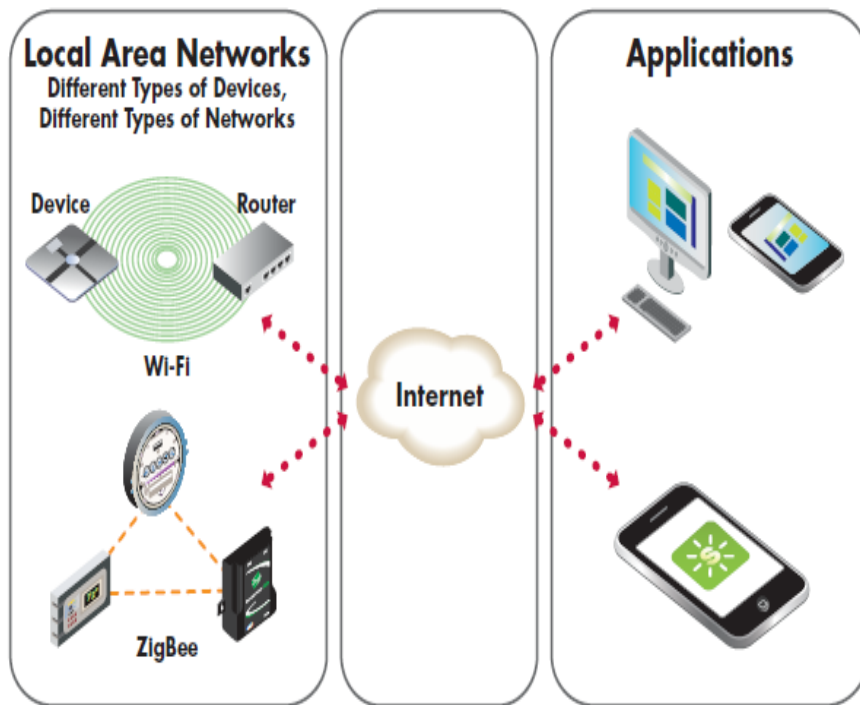 Local Area Networks
Different Types of Devices,
Different Types of Networks
Device
Router
Wi-Fi
ZigBee
Internet
Applications
S